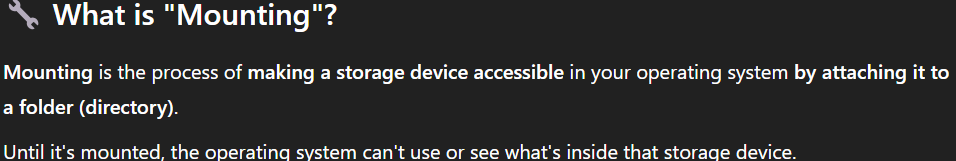 🔧 What is "Mounting"?
Mounting is the process of making a storage device accessible in your operating system by attaching it to
a folder (directory).
Until it's mounted, the operating system can't use or see what's inside that storage device.